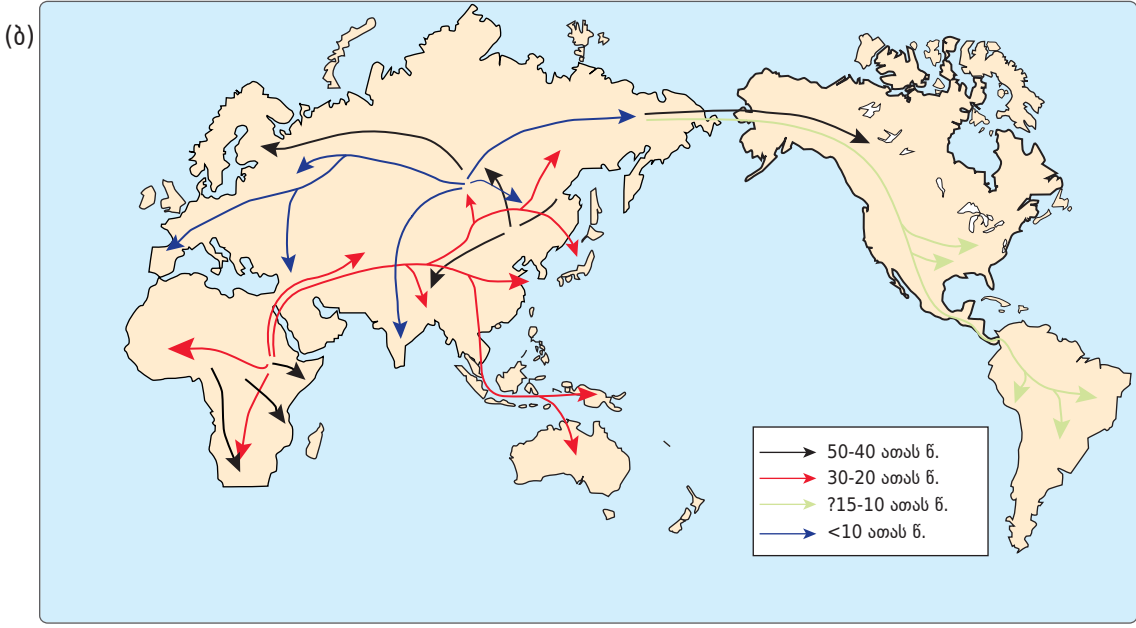 (ბ)
50-40 ათას წ.
30-20 ათას წ.
?15-10 ათას წ.
<10 ათას წ.